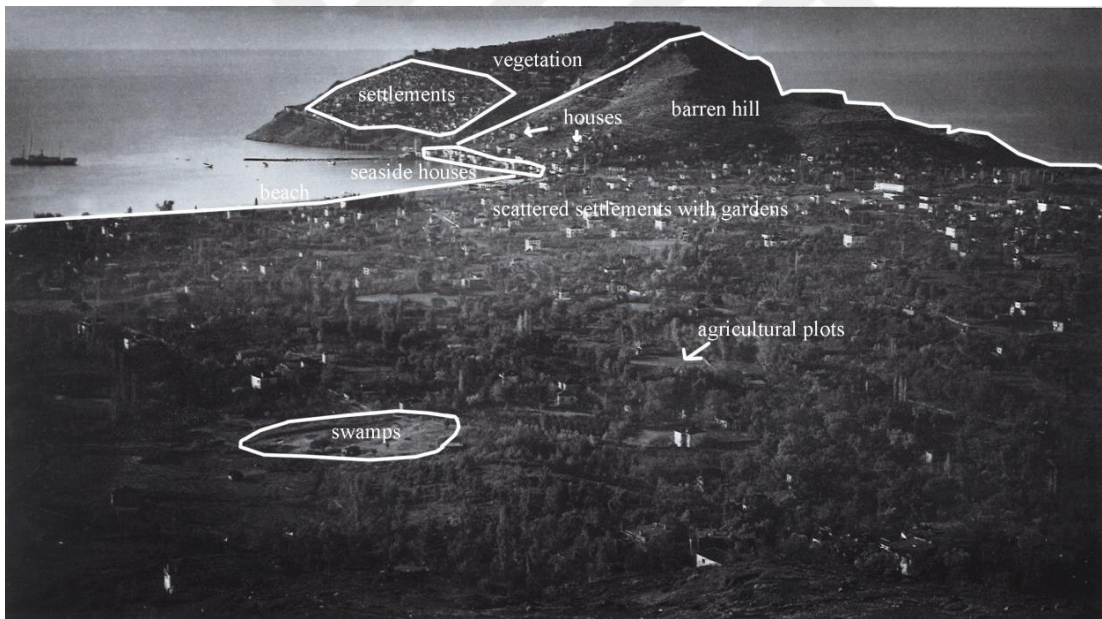 vegetation
settlements
houses
barren hill
seaside houses
beach
scattered settlements with gardens
agricultural plots
swamps